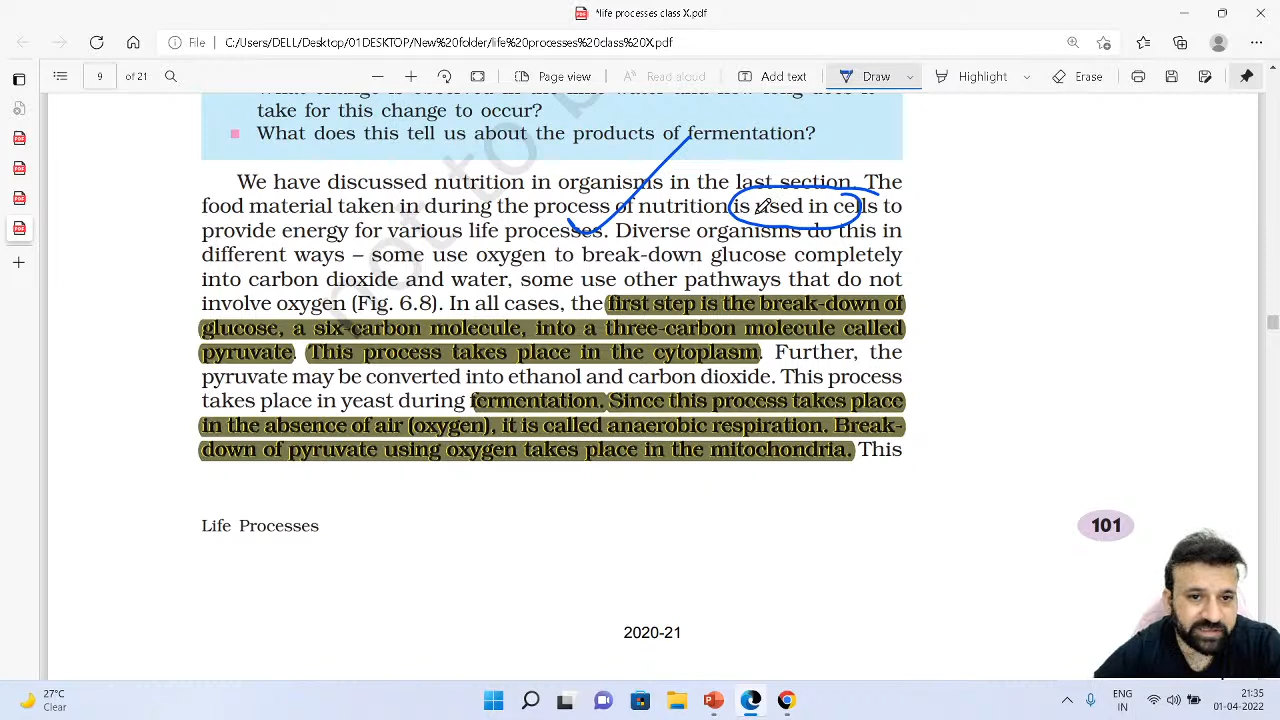 *life processes class X.pdf
File
C:/Users/DELL/Desktop/01DESKTOP/New%20folder/life%20processes%20class%20X.pdf
9 of 21
Page view
Read aloud
Add text
Draw
Highlight
Erase
take for this change to occur?
What does this tell us about the products of fermentation?
We have discussed nutrition in organisms in the last section. The
food material taken in during the process of nutrition is used in cells to
provide energy for various life processes. Diverse organisms do this in
different ways – some use oxygen to break-down glucose completely
into carbon dioxide and water, some use other pathways that do not
involve oxygen (Fig. 6.8). In all cases, the first step is the break-down of
glucose, a six-carbon molecule, into a three-carbon molecule called
pyruvate. This process takes place in the cytoplasm. Further, the
pyruvate may be converted into ethanol and carbon dioxide. This process
takes place in yeast during fermentation. Since this process takes place
in the absence of air (oxygen), it is called anaerobic respiration. Break-
down of pyruvate using oxygen takes place in the mitochondria. This
not to b
Life Processes
101
2020-21
27°C
Clear
ENG
IN
21:35
01-04-2022